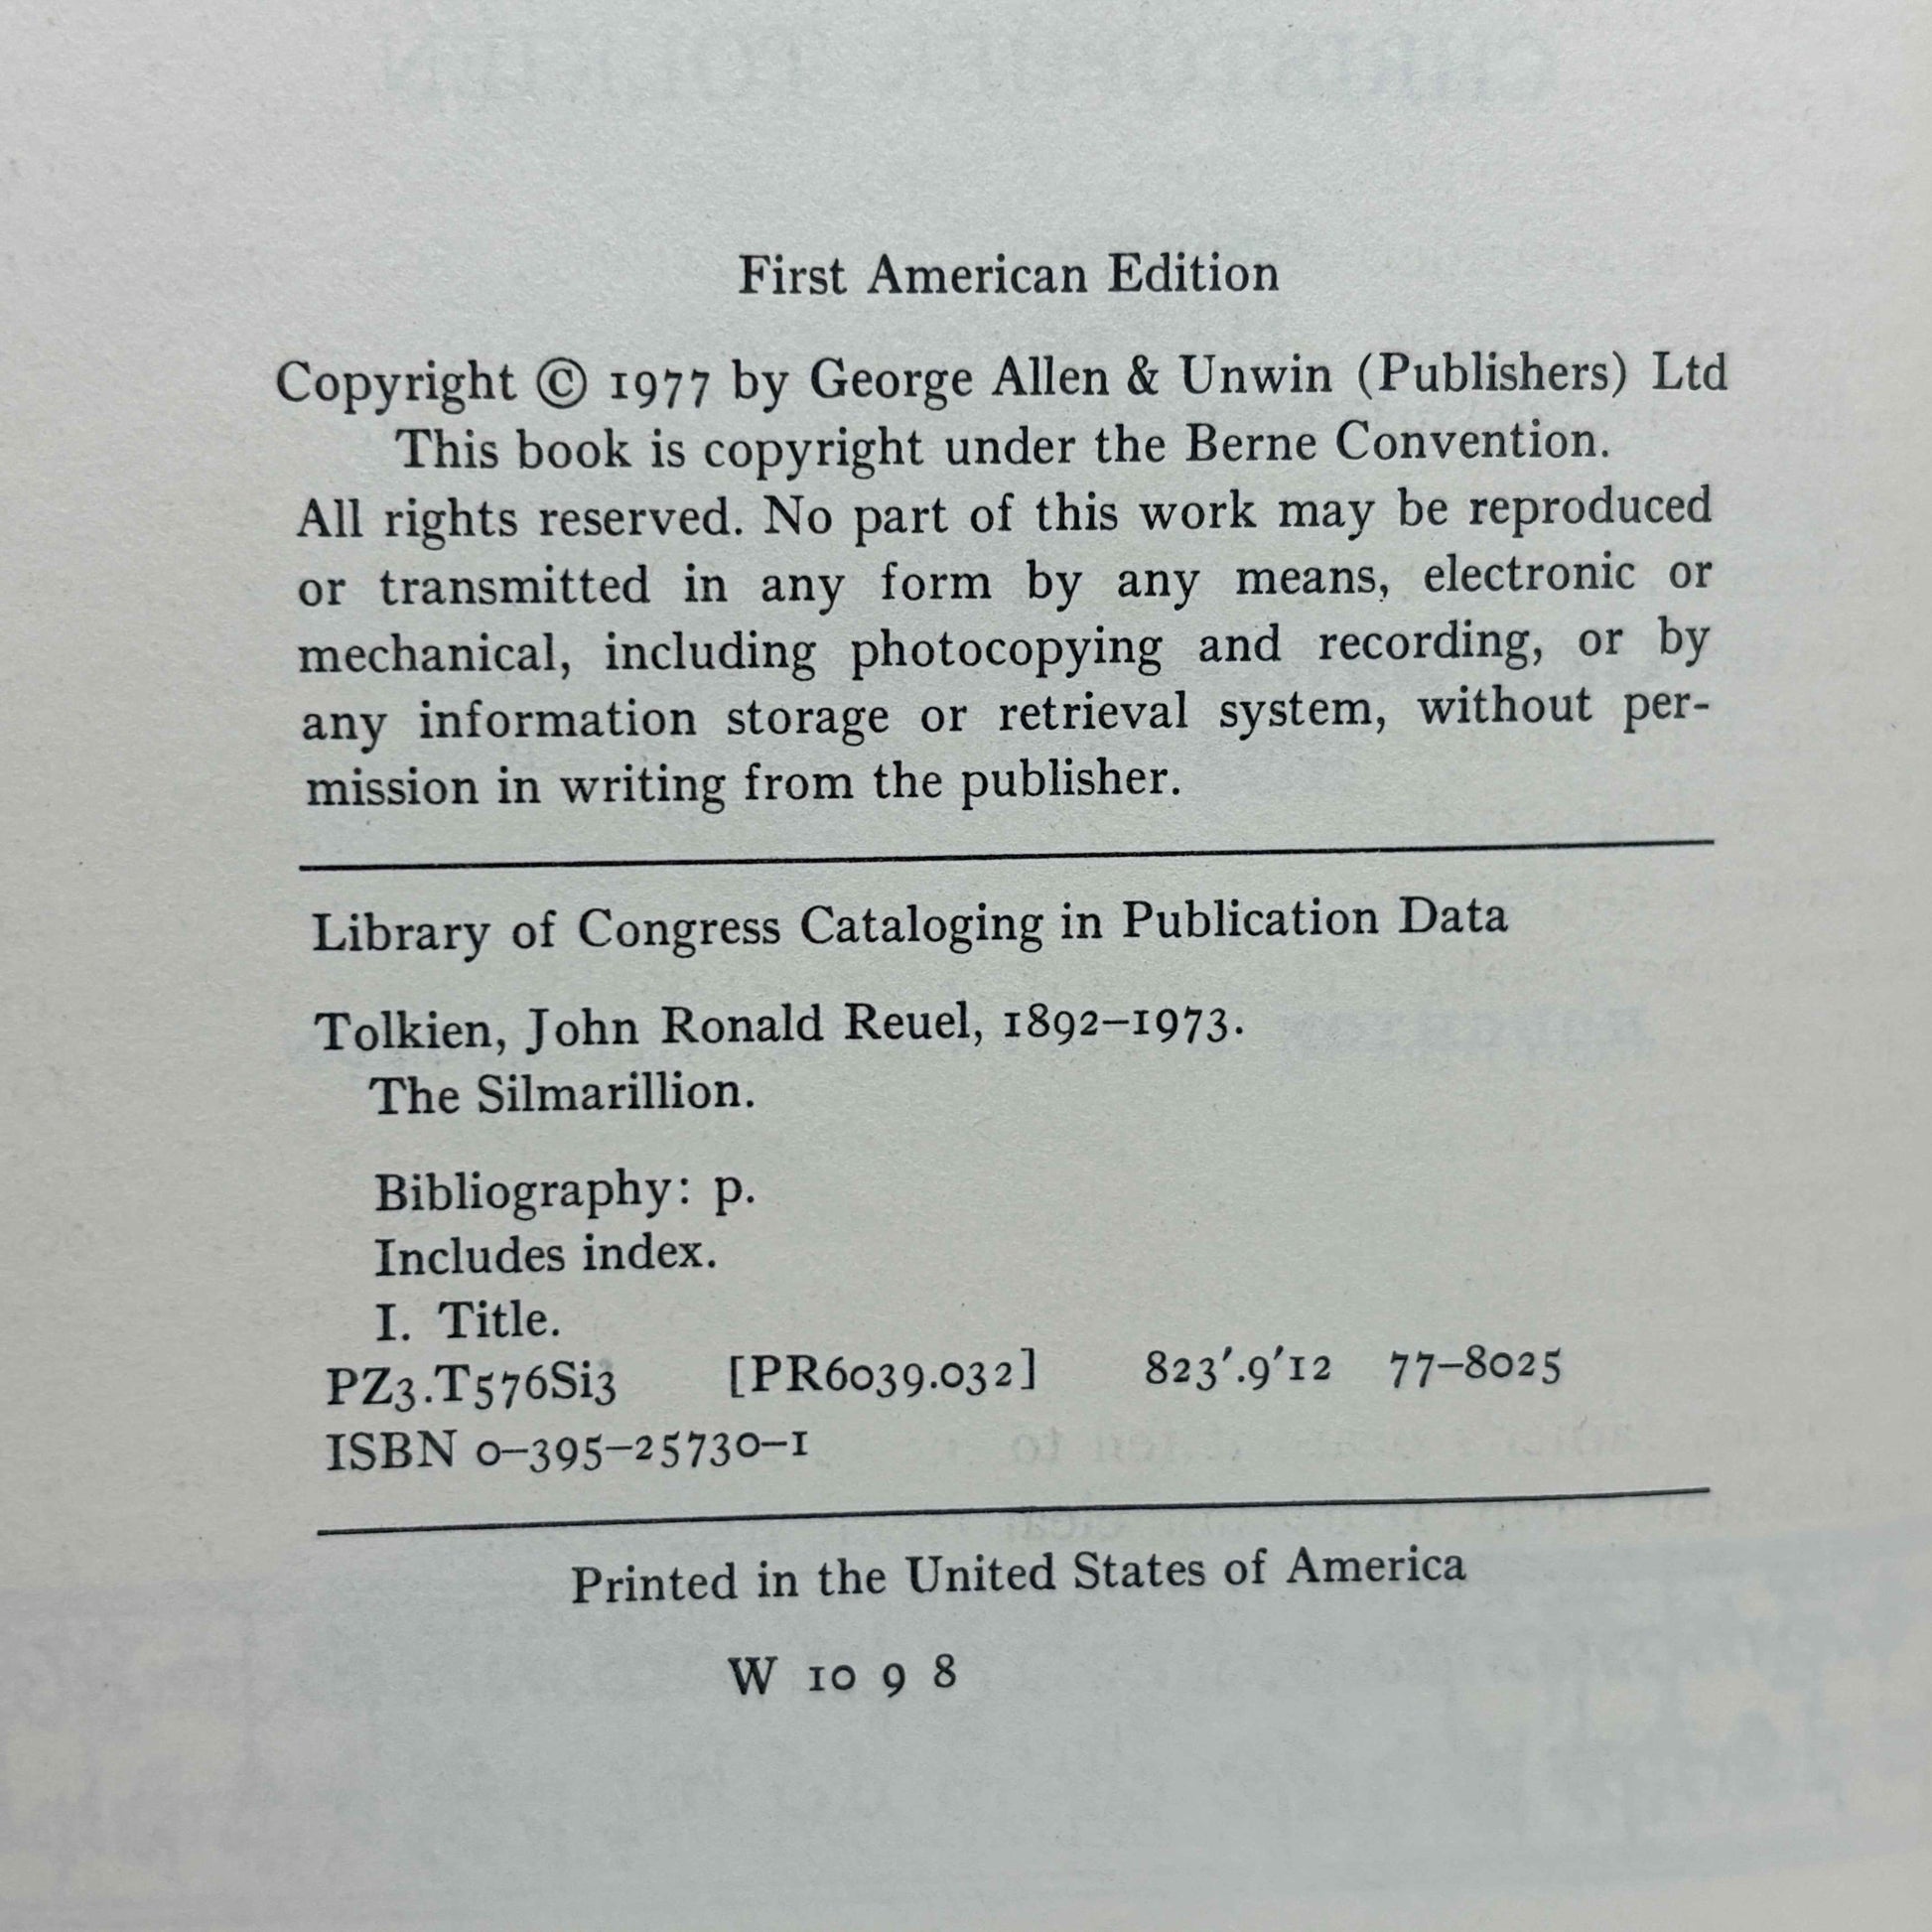 First American Edition
Copyright © 1977 by George Allen & Unwin (Publishers) Ltd
This book is copyright under the Berne Convention.
All rights reserved. No part of this work may be reproduced
or transmitted in any form by any means, electronic or
mechanical, including photocopying and recording, or by
any information storage or retrieval system, without per-
mission in writing from the publisher.
Library of Congress Cataloging in Publication Data
Tolkien, John Ronald Reuel, 1892–1973.
The Silmarillion.
Bibliography: p.
Includes index.
I. Title.
PZ3.T576Si3 [PR6039.032] 823′.9′12 77–8025
ISBN 0–395–25730–1
Printed in the United States of America
W 10 9 8